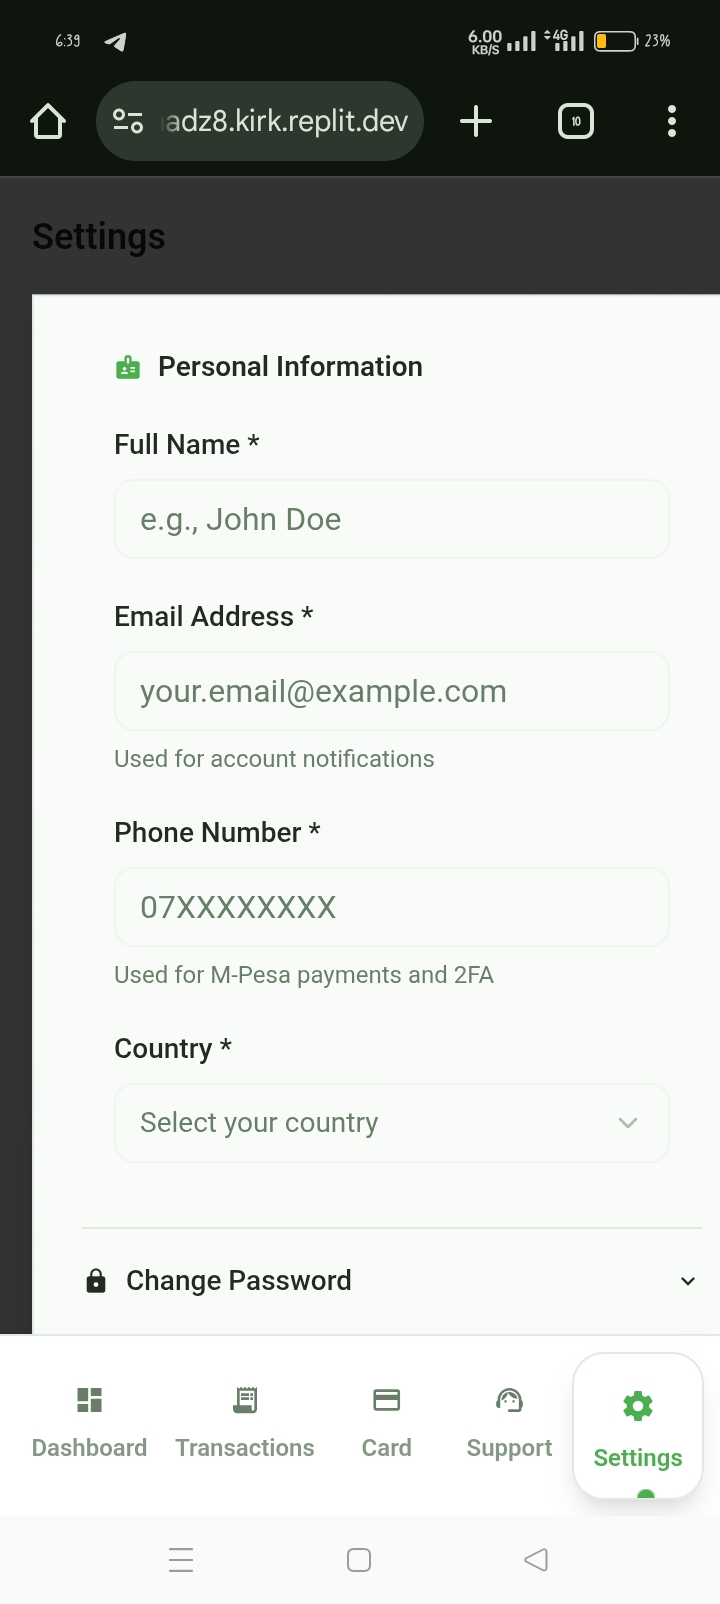 6:39
6.00
KB/S
4G
23%
adz8.kirk.replit.dev
10
Settings
Personal Information
Full Name *
e.g., John Doe
Email Address *
your.email@example.com
Used for account notifications
Phone Number *
07XXXXXXXX
Used for M-Pesa payments and 2FA
Country *
Select your country
Change Password
Dashboard
Transactions
Card
Support
Settings